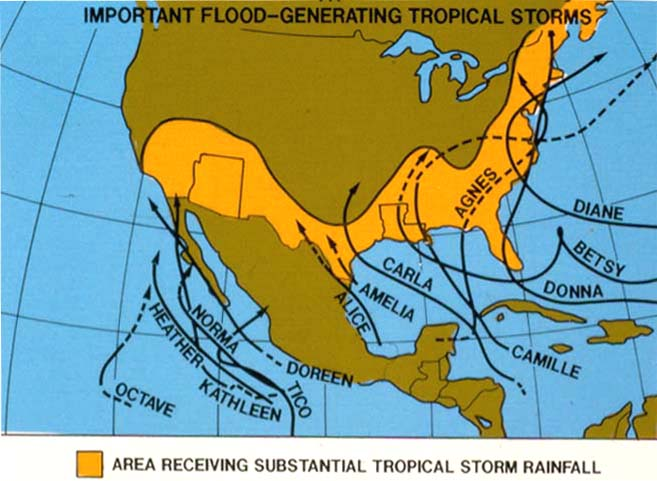 IMPORTANT FLOOD-GENERATING TROPICAL STORMS
AGNES
DIANE
BETSY
DONNA
CARLA
AMELIA
ALICE
CAMILLE
NORMA
HEATHER
DOREEN
TICO
KATHLEEN
OCTAVE
AREA RECEIVING SUBSTANTIAL TROPICAL STORM RAINFALL